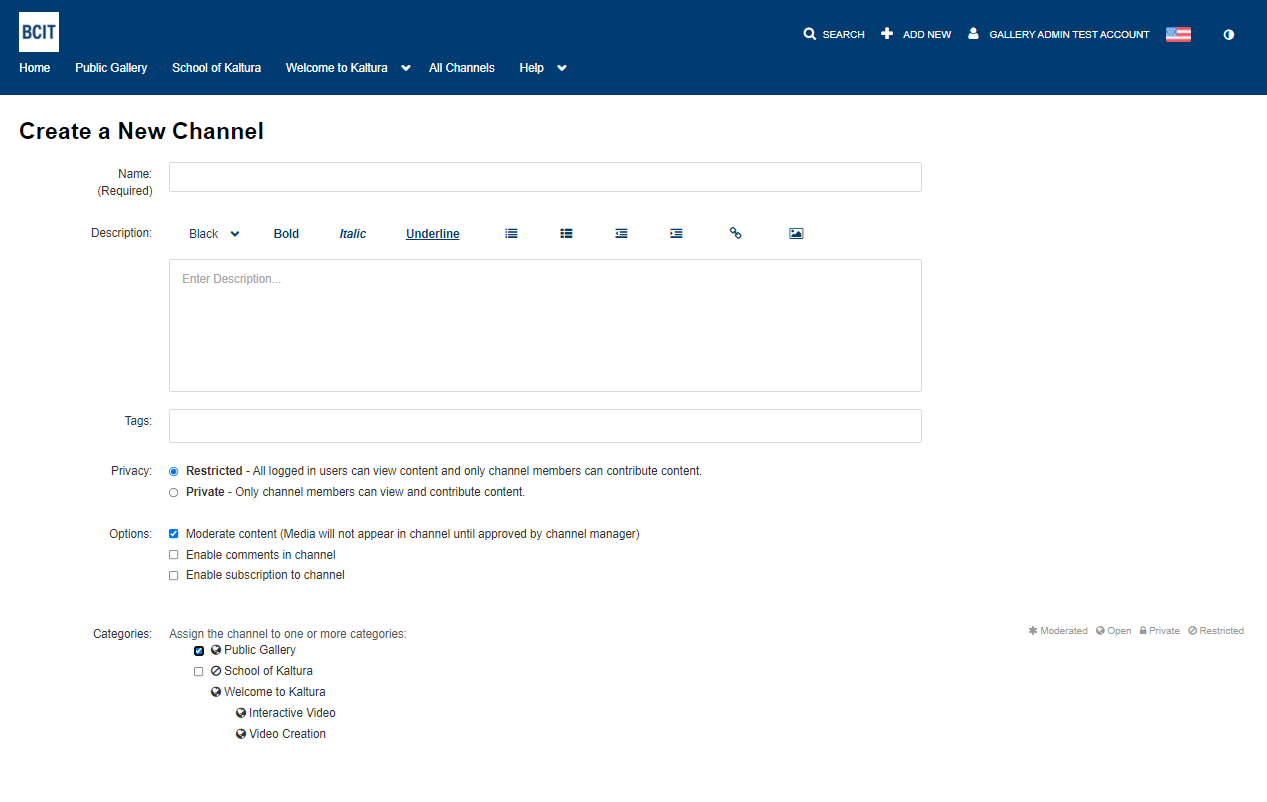 BCIT
SEARCH ADD NEW GALLERY ADMIN TEST ACCOUNT
Home Public Gallery School of Kaltura Welcome to Kaltura All Channels Help
Create a New Channel
Name:
(Required)
Description: Black Bold Italic Underline
Enter Description...
Tags:
Privacy: Restricted - All logged in users can view content and only channel members can contribute content.
Private - Only channel members can view and contribute content.
Options: Moderate content (Media will not appear in channel until approved by channel manager)
Enable comments in channel
Enable subscription to channel
Categories: Assign the channel to one or more categories: Moderated Open Private Restricted
Public Gallery
School of Kaltura
Welcome to Kaltura
Interactive Video
Video Creation